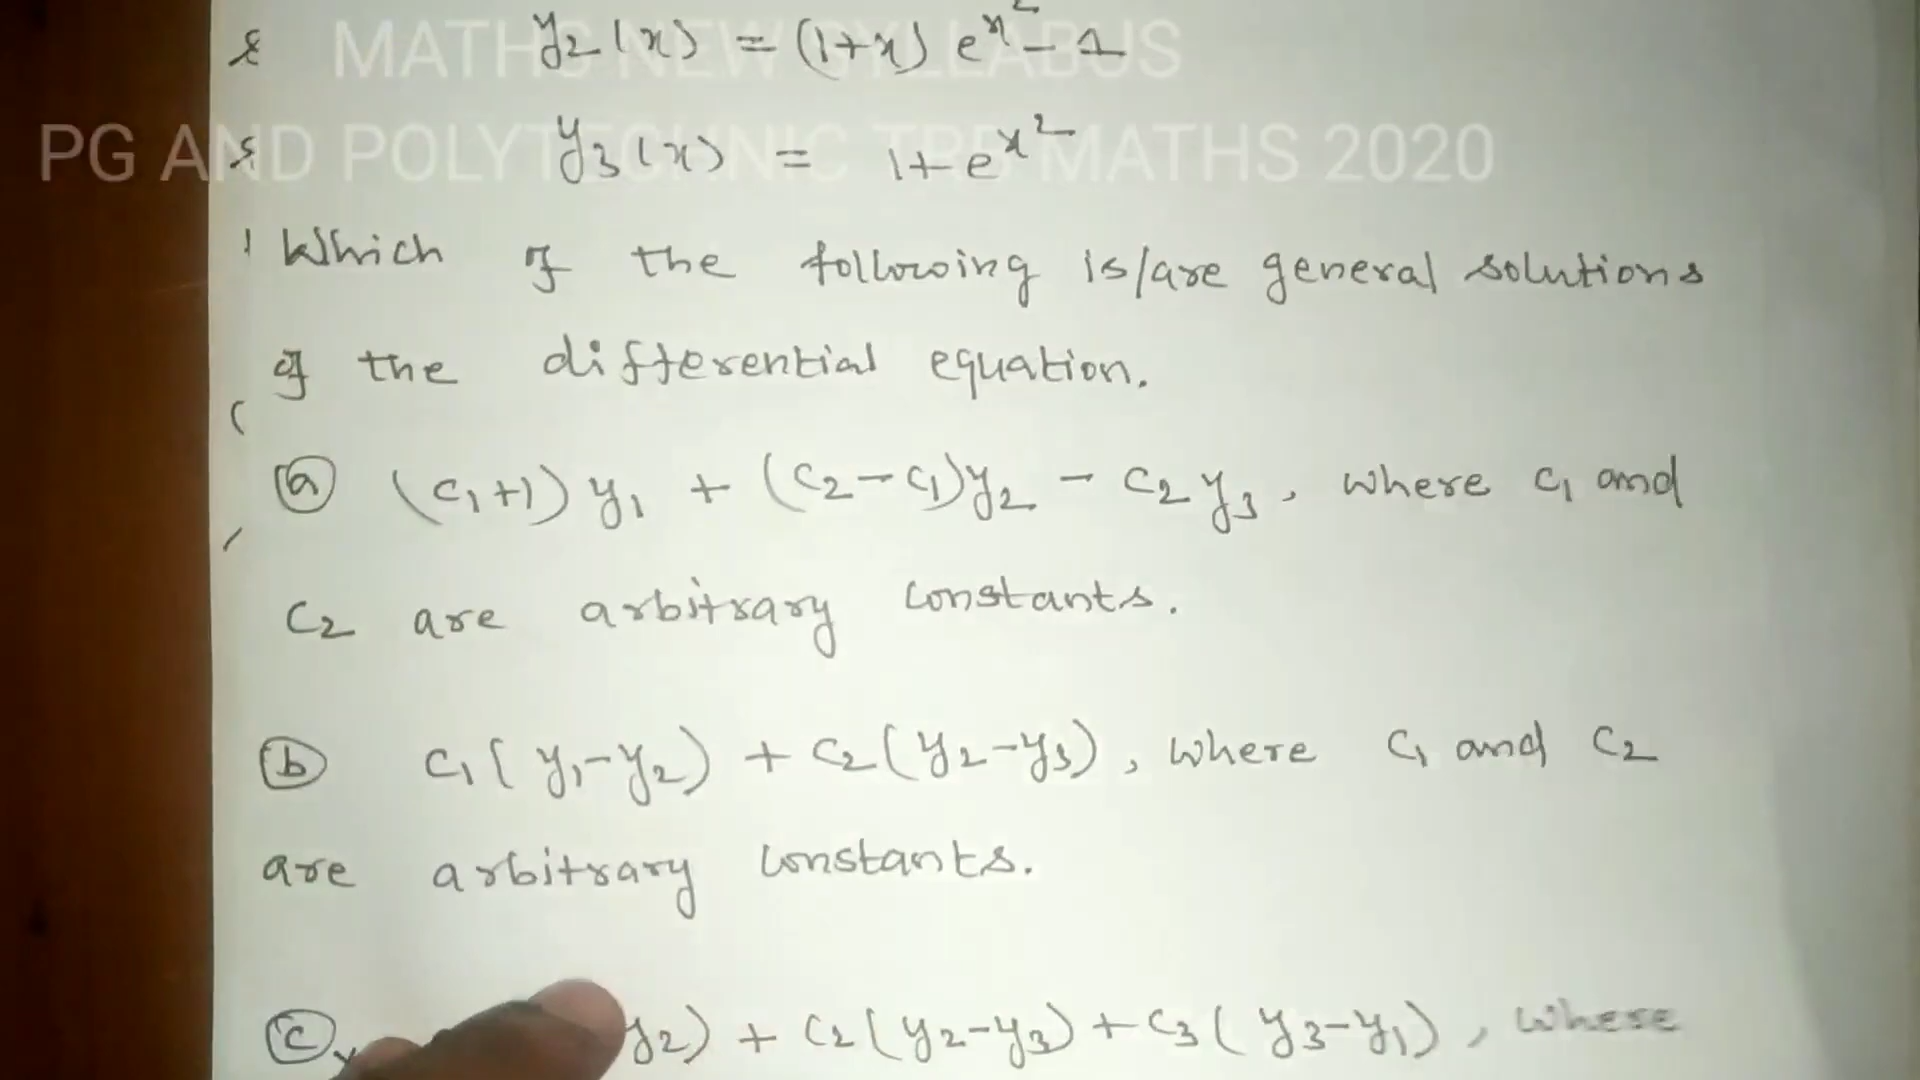 & y₂(x) = (1+x) e^x² - 1
MATHS NEW SYLLABUS
& y₃(x) = 1+e^x²
PG AND POLYTECHNIC TRB MATHS 2020
Which of the following is/are general solutions
of the differential equation.
(a) (c₁+1) y₁ + (c₂-c₁)y₂ - c₂y₃, where c₁ and
c₂ are arbitrary constants.
(b) c₁(y₁-y₂) + c₂(y₂-y₃), where c₁ and c₂
are arbitrary constants.
(c) y₂) + c₂(y₂-y₃) + c₃(y₃-y₁), where